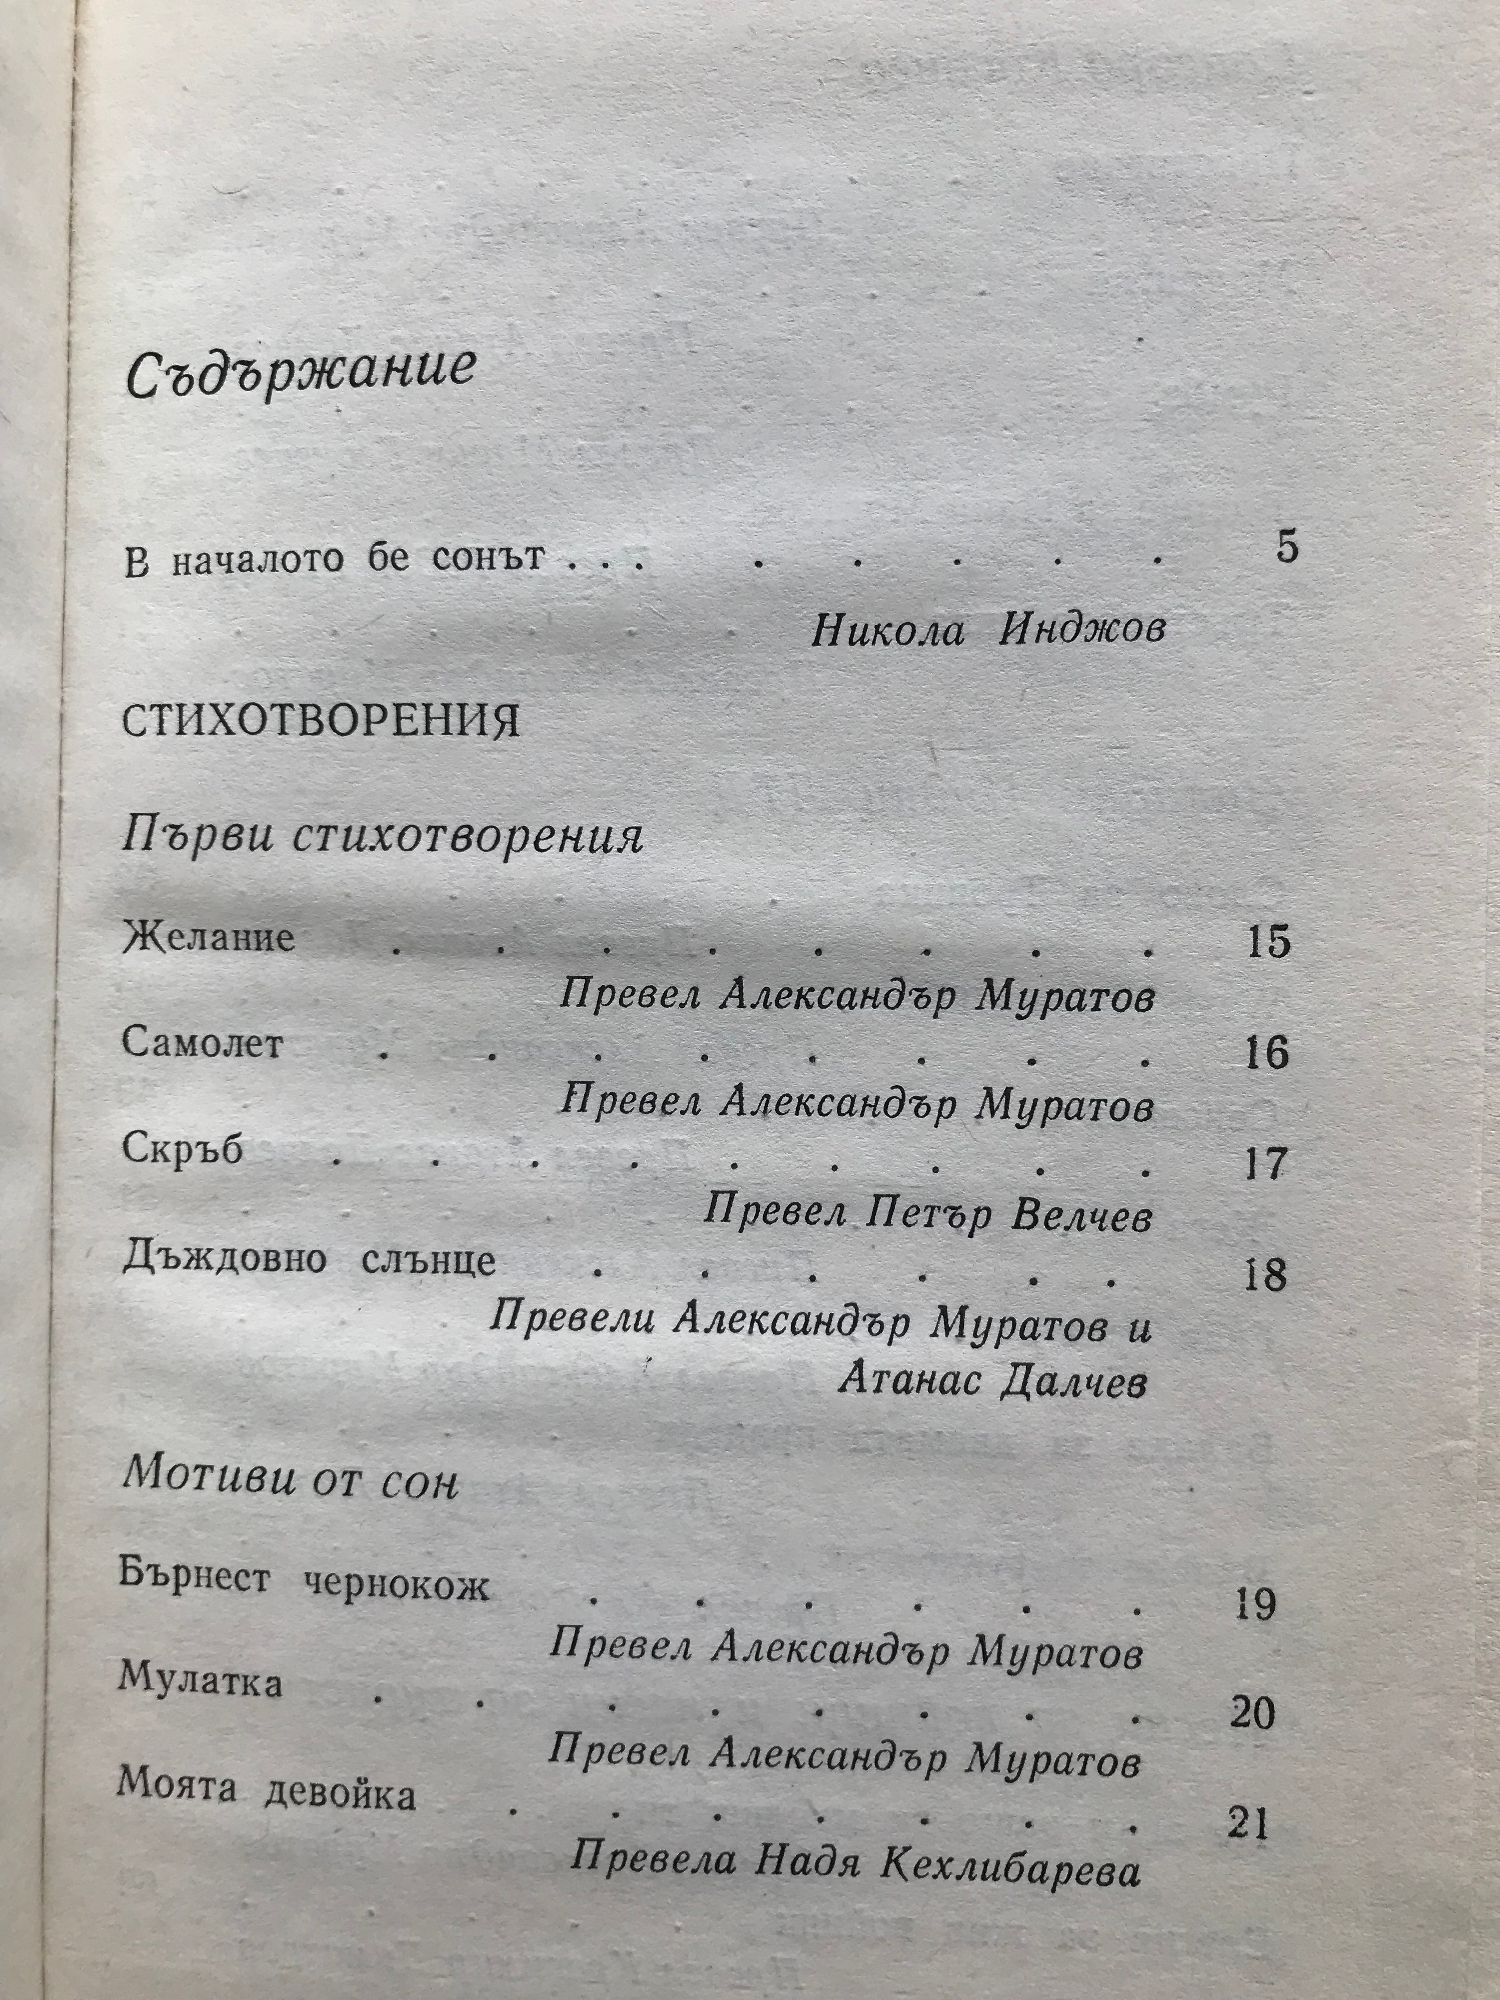 Съдържание
В началото бе сонът . . . . . . . . 5
Никола Инджов
СТИХОТВОРЕНИЯ
Първи стихотворения
Желание . . . . . . . . 15
Превел Александър Муратов
Самолет . . . . . . . . 16
Превел Александър Муратов
Скръб . . . . . . . . . 17
Превел Петър Велчев
Дъждовно слънце . . . . . . 18
Превели Александър Муратов и
Атанас Далчев
Мотиви от сон
Бърнест чернокож . . . . . . 19
Превел Александър Муратов
Мулатка . . . . . . . . 20
Превел Александър Муратов
Моята девойка . . . . . . . 21
Превела Надя Кехлибарева